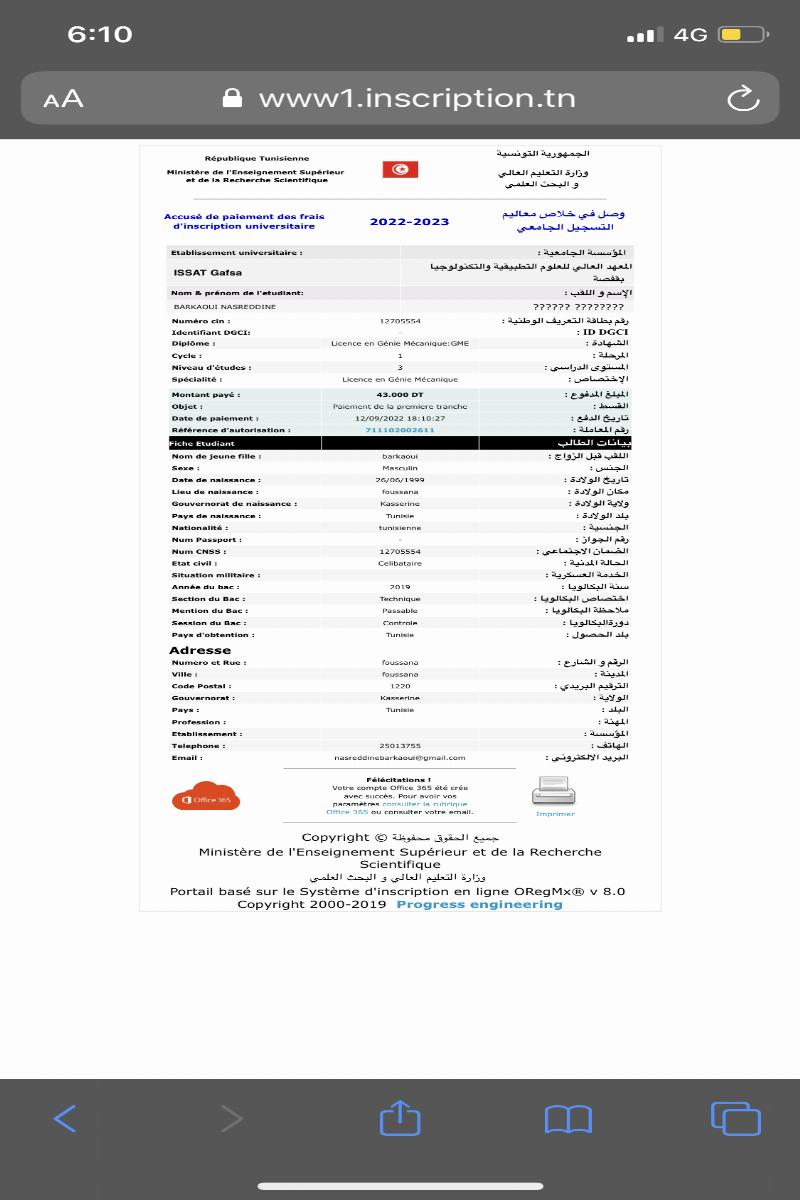 6:10
4G
AA
www1.inscription.tn
République Tunisienne
الجمهورية التونسية
Ministère de l'Enseignement Supérieur
et de la Recherche Scientifique
وزارة التعليم العالي
و البحث العلمي
Accusé de paiement des frais
d'inscription universitaire
2022-2023
وصل في خلاص معاليم
التسجيل الجامعي
Etablissement universitaire :
المؤسسة الجامعية :
ISSAT Gafsa
المعهد العالي للعلوم التطبيقية والتكنولوجيا
بقفصة
Nom & prénom de l'etudiant:
الإسم و اللقب :
BARKAOUI NASREDDINE
?????? ????????
Numéro cin : 12705554 رقم بطاقة التعريف الوطنية :
Identifiant DGCI: - ID DGCI :
Diplôme : Licence en Génie Mécanique:GME الشهادة :
Cycle : 1 المرحلة :
Niveau d'études : 3 المستوى الدراسي :
Spécialité : Licence en Génie Mécanique الإختصاص :
Montant payé : 43.000 DT المبلغ المدفوع :
Objet : Paiement de la premiere tranche القسط :
Date de paiement : 12/09/2022 18:10:27 تاريخ الدفع :
Référence d'autorisation : 711102002611 رقم المعاملة :
Fiche Etudiant بيانات الطالب
Nom de jeune fille : barkaoui اللقب قبل الزواج :
Sexe : Masculin الجنس :
Date de naissance : 26/06/1999 تاريخ الولادة :
Lieu de naissance : foussana مكان الولادة :
Gouvernorat de naissance : Kasserine ولاية الولادة :
Pays de naissance : Tunisie بلد الولادة :
Nationalité : tunisienne الجنسية :
Num Passport : - رقم الجواز :
Num CNSS : 12705554 الضمان الاجتماعي :
Etat civil : Celibataire الحالة المدنية :
Situation militaire : الخدمة العسكرية :
Année du bac : 2019 سنة البكالويا :
Section du Bac : Technique اختصاص البكالويا :
Mention du Bac : Passable ملاحظة البكالويا :
Session du Bac : Controle دورةالبكالويا :
Pays d'obtention : Tunisie بلد الحصول :
Adresse
Numero et Rue : foussana الرقم و الشارع :
Ville : foussana المدينة :
Code Postal : 1220 الترقيم البريدي :
Gouvernorat : Kasserine الولاية :
Pays : Tunisie البلد :
Profession : المهنة :
Etablissement : المؤسسة :
Telephone : 25013755 الهاتف :
Email : nasreddinebarkaoui@gmail.com البريد الالكتروني :
Office 365
Félécitations !
Votre compte Office 365 été crée
avec succès. Pour avoir vos
paramètres consulter la rubrique
Office 365 ou consulter votre email.
Imprimer
Copyright © جميع الحقوق محفوظة
Ministère de l'Enseignement Supérieur et de la Recherche
Scientifique
وزارة التعليم العالي و البحث العلمي
Portail basé sur le Système d'inscription en ligne ORegMx® v 8.0
Copyright 2000-2019 Progress engineering